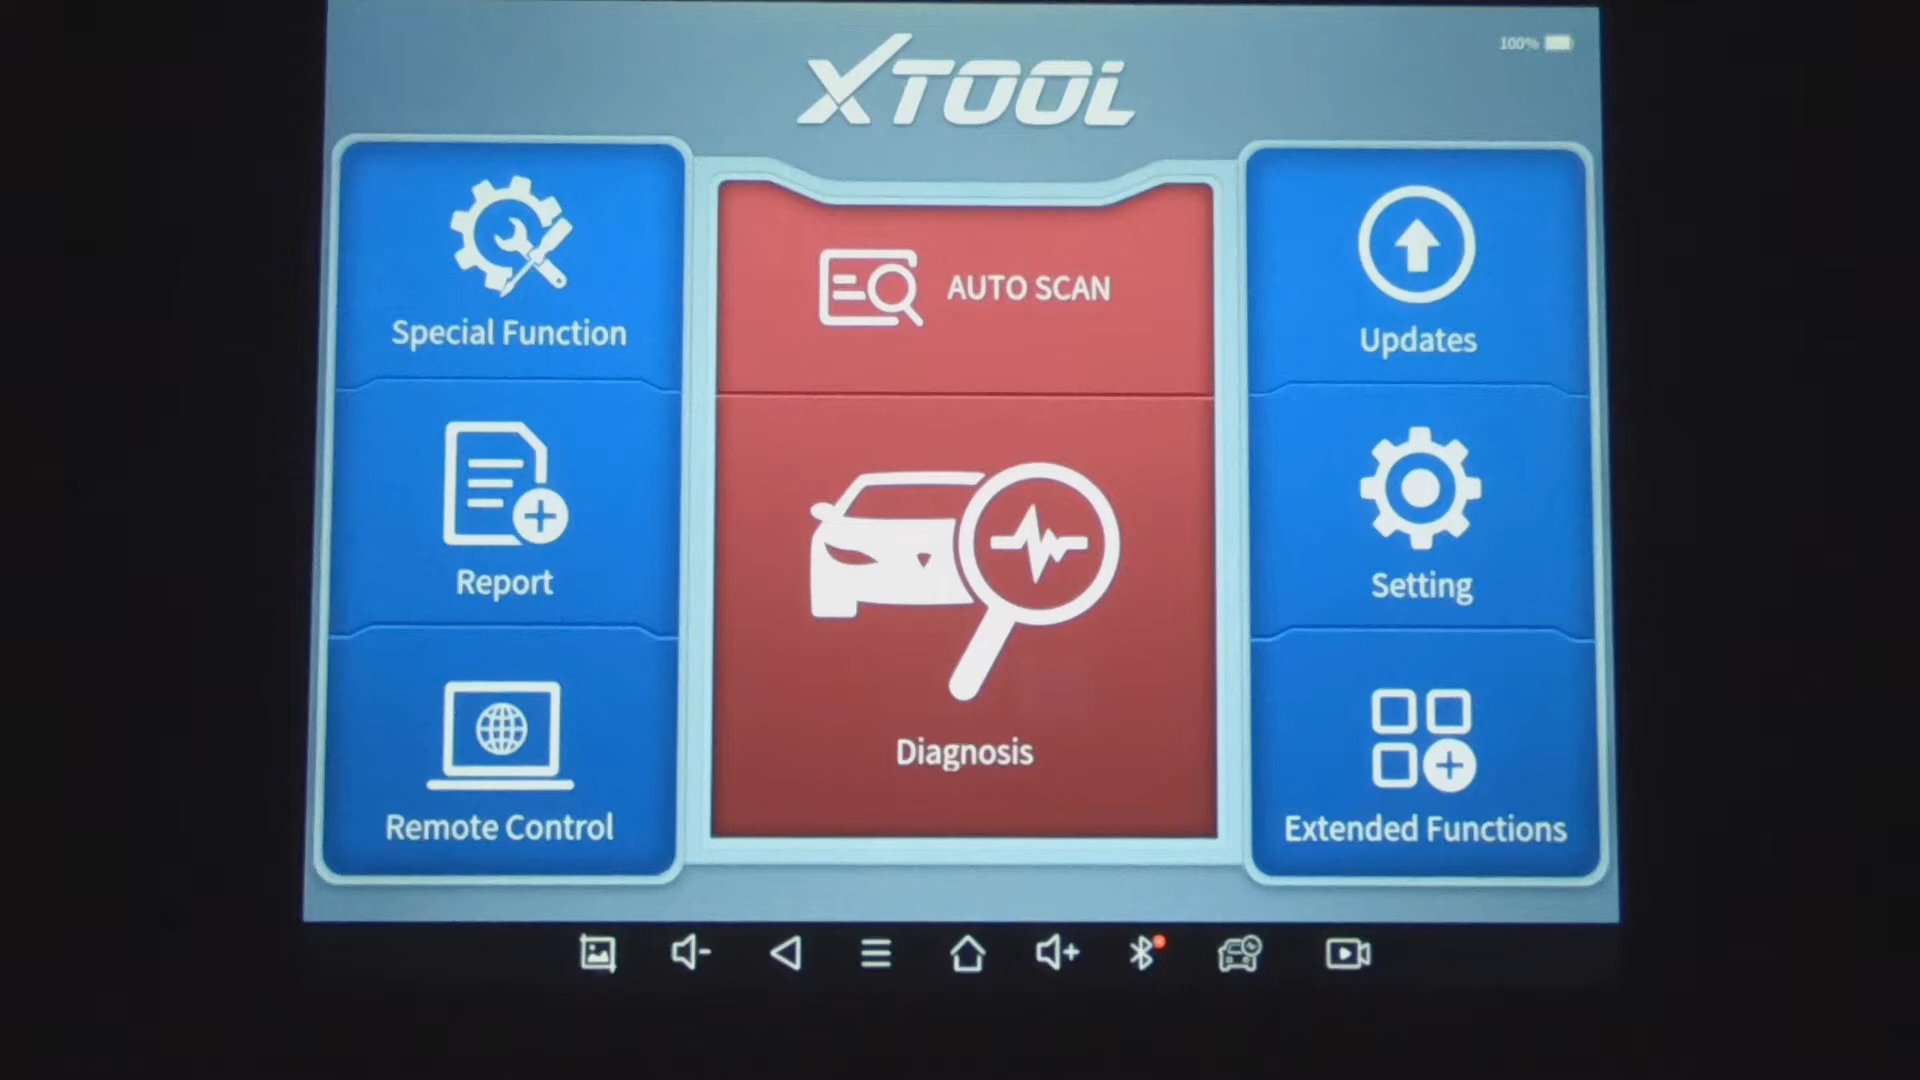 100%
XTOOL
Special Function
AUTO SCAN
Updates
Report
Diagnosis
Setting
Remote Control
Extended Functions